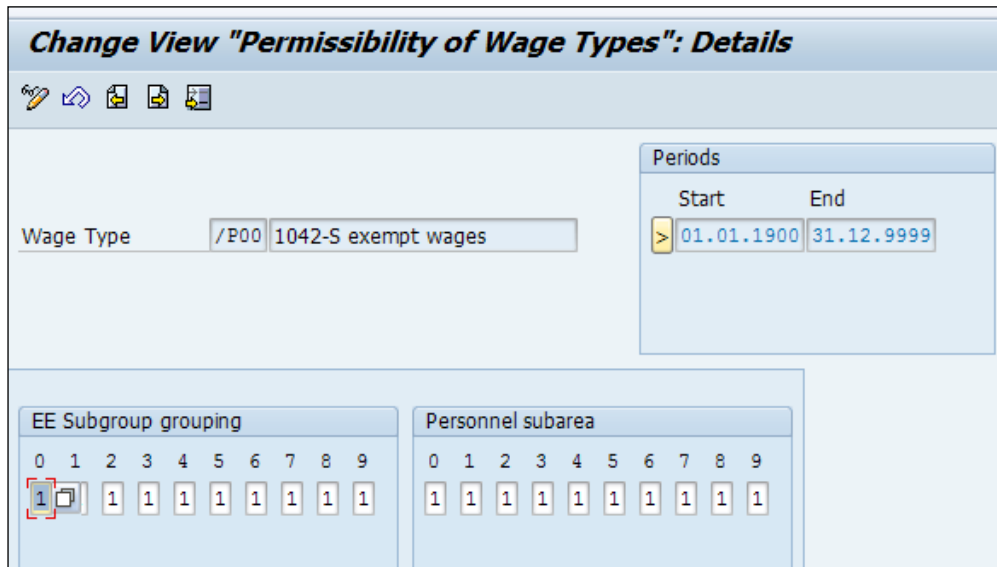 Change View "Permissibility of Wage Types": Details
Periods
Start End
Wage Type /P00 1042-S exempt wages > 01.01.1900 31.12.9999
EE Subgroup grouping Personnel subarea
0 1 2 3 4 5 6 7 8 9 0 1 2 3 4 5 6 7 8 9
1 1 1 1 1 1 1 1 1 1 1 1 1 1 1 1 1 1 1